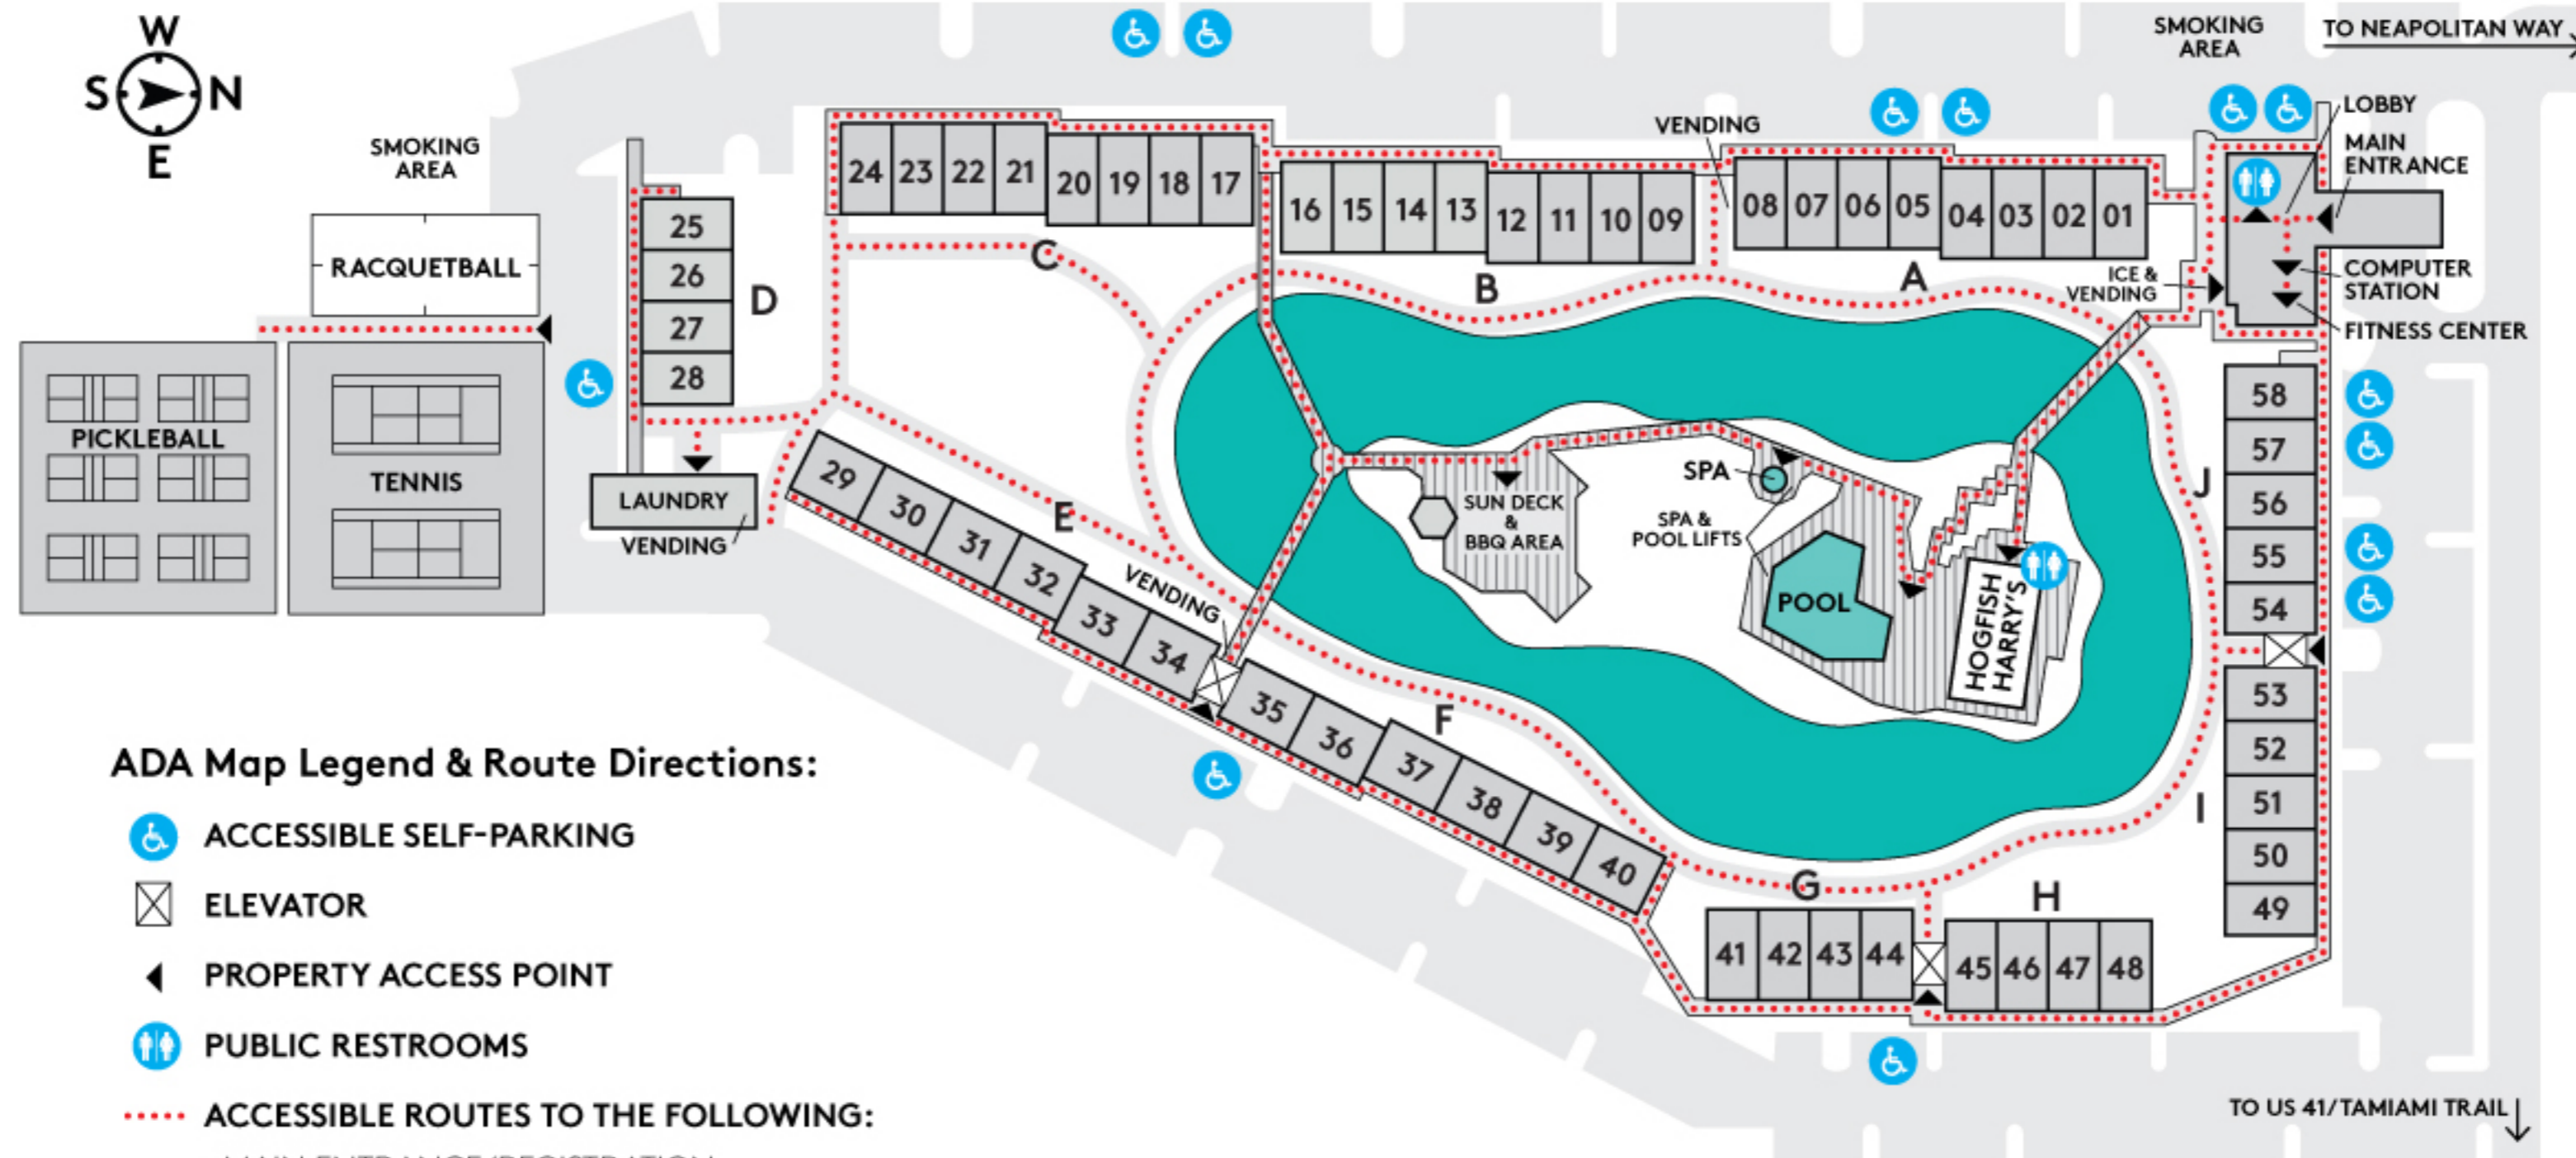 W
S
N
E
SMOKING
AREA
TO NEAPOLITAN WAY
LOBBY
MAIN
ENTRANCE
VENDING
SMOKING
AREA
24
23
22
21
20
19
18
17
16
15
14
13
12
11
10
09
08
07
06
05
04
03
02
01
25
26
27
28
D
C
B
A
RACQUETBALL
ICE &
VENDING
COMPUTER
STATION
FITNESS CENTER
PICKLEBALL
TENNIS
LAUNDRY
VENDING
29
30
31
32
33
34
E
VENDING
SUN DECK
&
BBQ AREA
SPA
SPA &
POOL LIFTS
POOL
HOGFISH
HARRY'S
J
58
57
56
55
54
53
52
51
50
49
I
35
36
37
38
39
40
F
G
H
41
42
43
44
45
46
47
48
ADA Map Legend & Route Directions:
ACCESSIBLE SELF-PARKING
ELEVATOR
PROPERTY ACCESS POINT
PUBLIC RESTROOMS
ACCESSIBLE ROUTES TO THE FOLLOWING:
TO US 41/TAMIAMI TRAIL